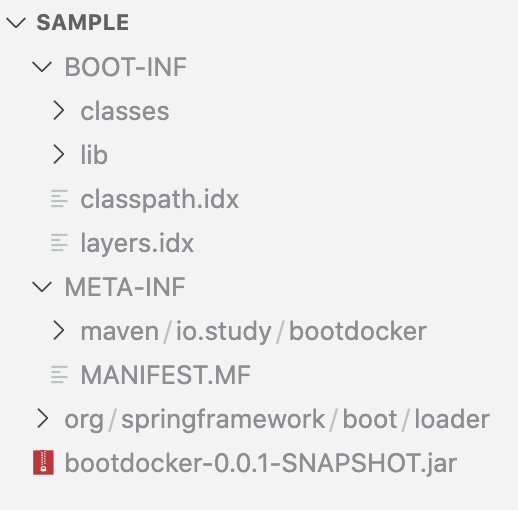 SAMPLE
BOOT-INF
classes
lib
classpath.idx
layers.idx
META-INF
maven/io.study/bootdocker
MANIFEST.MF
org/springframework/boot/loader
bootdocker-0.0.1-SNAPSHOT.jar